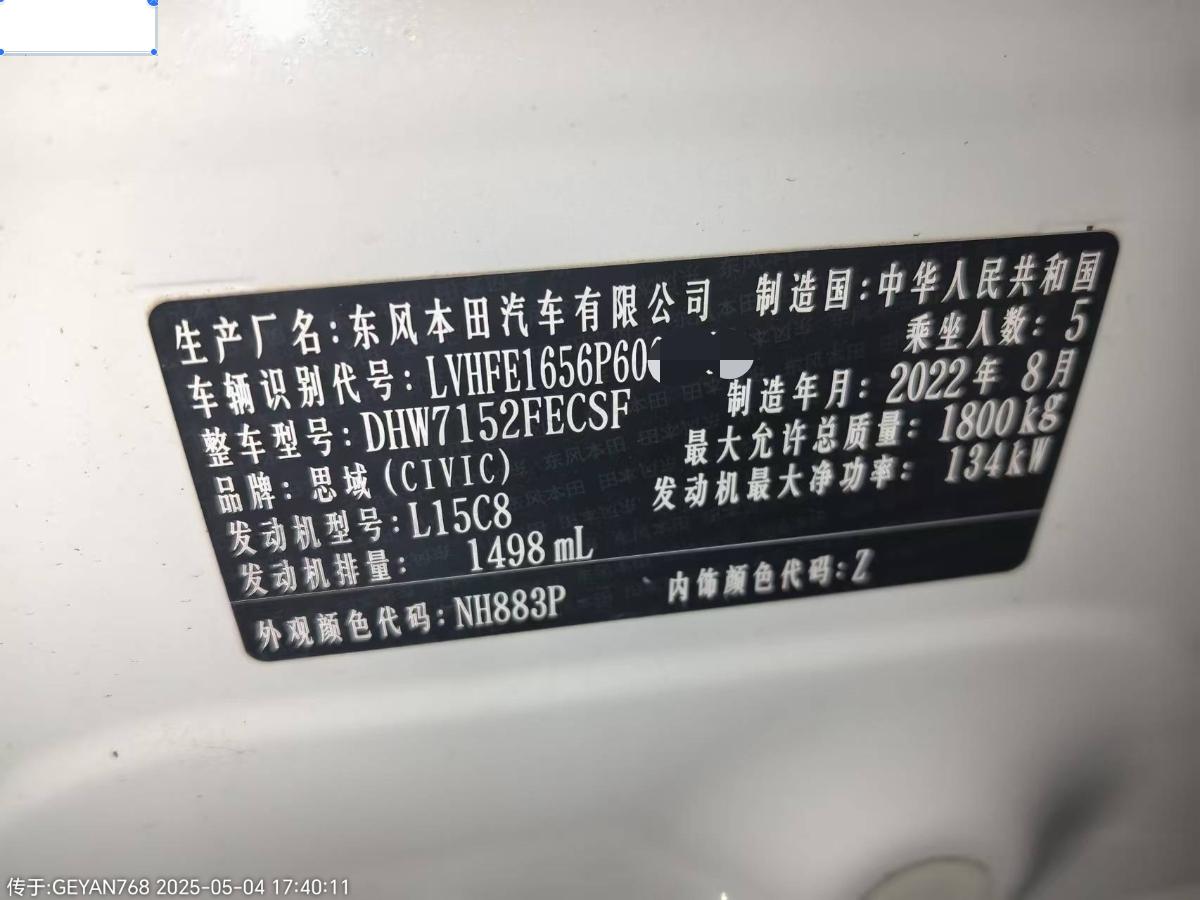 生产厂名:东风本田汽车有限公司 制造国:中华人民共和国
车辆识别代号:LVHFE1656P60 乘坐人数:5
整车型号:DHW7152FECSF 制造年月:2022年8月
品牌:思域(CIVIC) 最大允许总质量:1800kg
发动机型号:L15C8 发动机最大净功率:134kW
发动机排量:1498mL
外观颜色代码:NH883P 内饰颜色代码:Z
传于:GEYAN768 2025-05-04 17:40:11